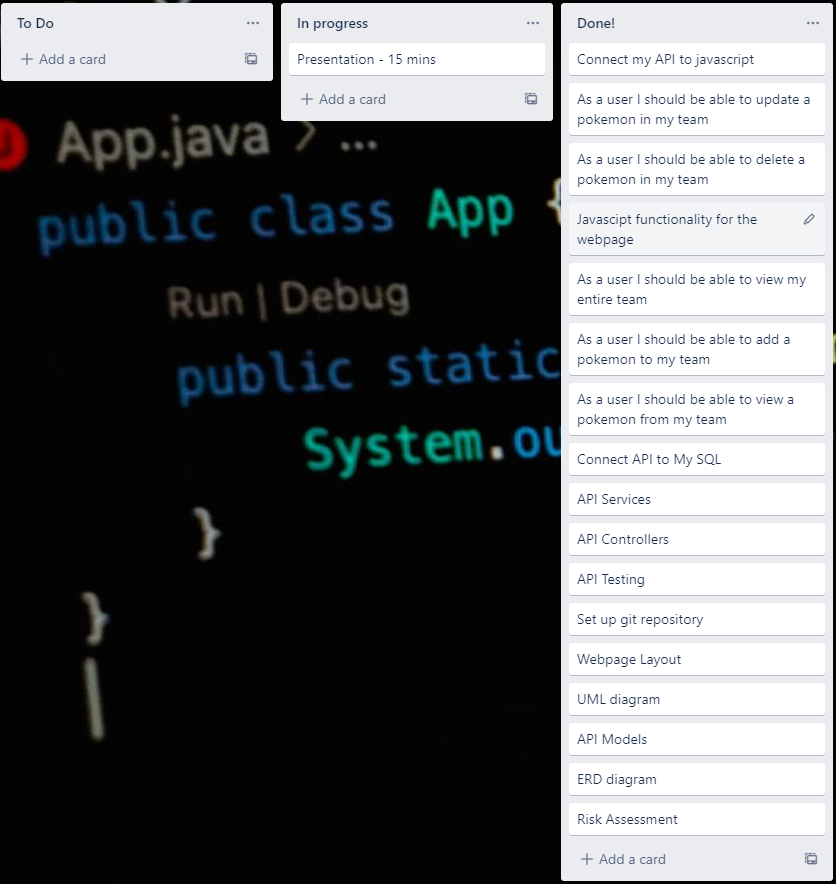 To Do
Add a card
In progress
Presentation - 15 mins
Add a card
Done!
Connect my API to javascript
As a user I should be able to update a
pokemon in my team
As a user I should be able to delete a
pokemon in my team
Javascipt functionality for the
webpage
As a user I should be able to view my
entire team
As a user I should be able to add a
pokemon to my team
As a user I should be able to view a
pokemon from my team
Connect API to My SQL
API Services
API Controllers
API Testing
Set up git repository
Webpage Layout
UML diagram
API Models
ERD diagram
Risk Assessment
Add a card
App.java > ...
public class App {
Run | Debug
public static
System.ou
}
}